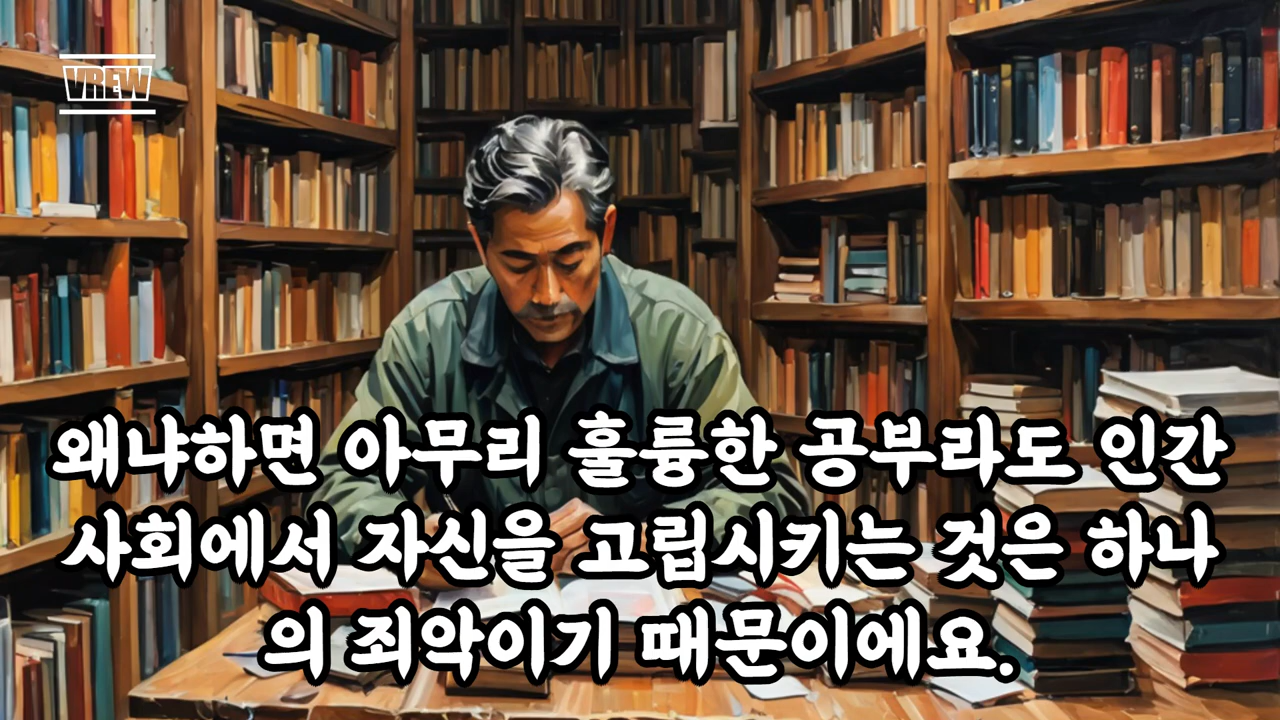 VREW
왜냐하면 아무리 훌륭한 공부라도 인간
사회에서 자신을 고립시키는 것은 하나
의 죄악이기 때문이에요.